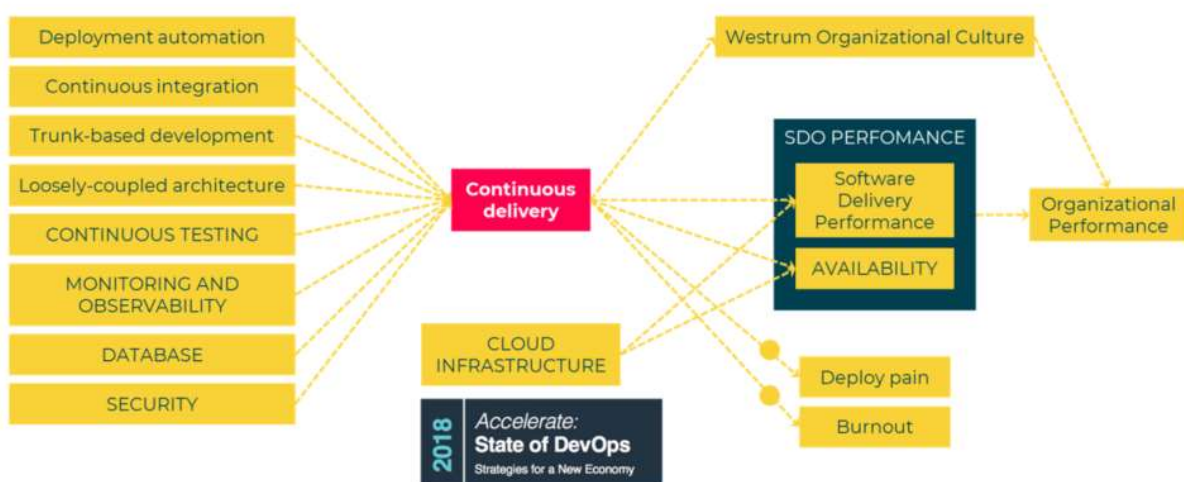 Deployment automation
Continuous integration
Trunk-based development
Loosely-coupled architecture
CONTINUOUS TESTING
MONITORING AND
OBSERVABILITY
DATABASE
SECURITY
Continuous
delivery
CLOUD
INFRASTRUCTURE
2018
Accelerate:
State of DevOps
Strategies for a New Economy
Westrum Organizational Culture
SDO PERFOMANCE
Software
Delivery
Performance
AVAILABILITY
Organizational
Performance
Deploy pain
Burnout